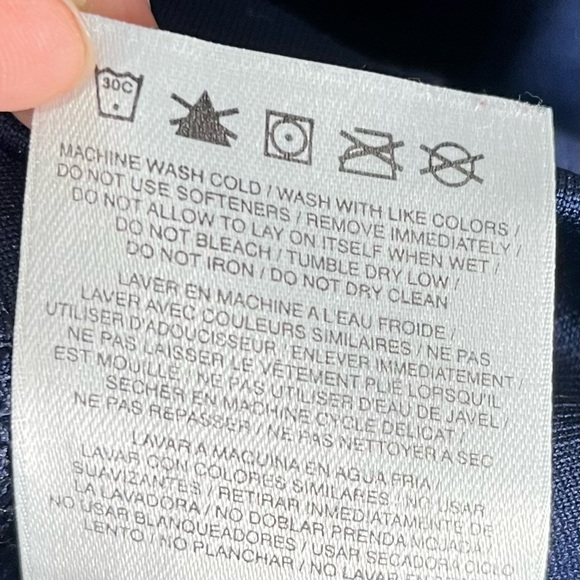 30C
MACHINE WASH COLD / WASH WITH LIKE COLORS /
DO NOT USE SOFTENERS / REMOVE IMMEDIATELY /
DO NOT ALLOW TO LAY ON ITSELF WHEN WET /
DO NOT BLEACH / TUMBLE DRY LOW /
DO NOT IRON / DO NOT DRY CLEAN
LAVER EN MACHINE A L'EAU FROIDE /
LAVER AVEC COULEURS SIMILAIRES / NE PAS
UTILISER D'ADOUCISSEUR / ENLEVER IMMEDIATEMENT /
NE PAS LAISSER LE VÊTEMENT PLIE LORSQU'IL
EST MOUILLE / NE PAS UTILISER D'EAU DE JAVEL /
SECHER EN MACHINE CYCLE DELICAT /
NE PAS REPASSER / NE PAS NETTOYER A SEC
LAVAR A MAQUINA EN AGUA FRIA /
LAVAR CON COLORES SIMILARES / NO USAR
SUAVIZANTES / RETIRAR INMEDIATAMENTE DE
LA LAVADORA / NO DOBLAR PRENDA MOJADA /
NO USAR BLANQUEADORES / USAR SECADORA CICLO
LENTO / NO PLANCHAR / NO LAVAR EN